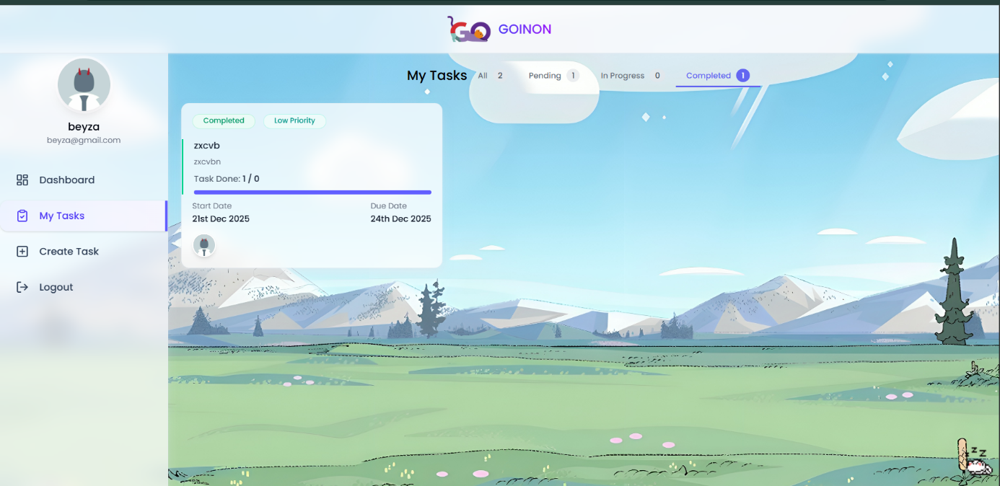 GO GOINON
beyza
beyza@gmail.com
Dashboard
My Tasks
Create Task
Logout
My Tasks All 2 Pending 1 In Progress 0 Completed 1
Completed Low Priority
zxcvb
zxcvbn
Task Done: 1 / 0
Start Date Due Date
21st Dec 2025 24th Dec 2025
z z Z